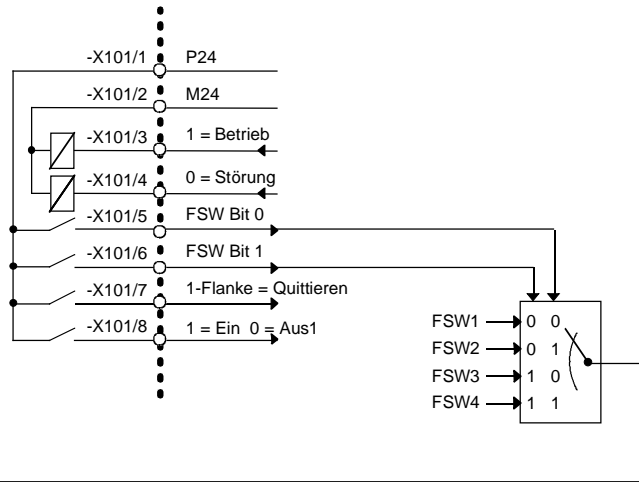 -X101/1 P24
-X101/2 M24
-X101/3 1 = Betrieb
-X101/4 0 = Störung
-X101/5 FSW Bit 0
-X101/6 FSW Bit 1
-X101/7 1-Flanke = Quittieren
-X101/8 1 = Ein 0 = Aus1
FSW1 0 0
FSW2 0 1
FSW3 1 0
FSW4 1 1